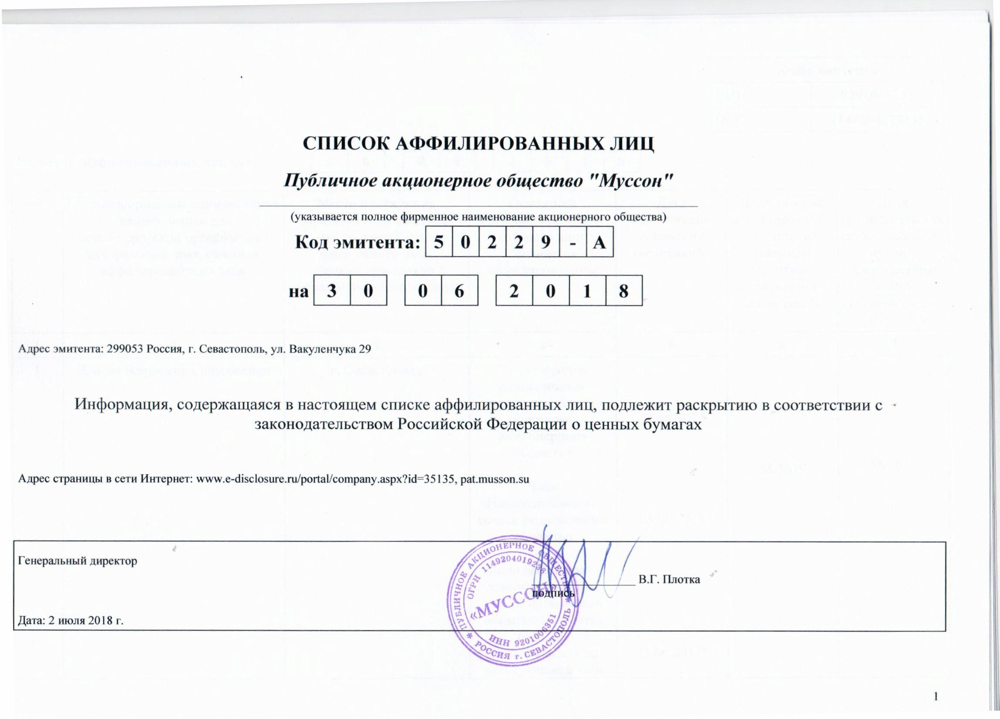 СПИСОК АФФИЛИРОВАННЫХ ЛИЦ
Публичное акционерное общество "Муссон"
(указывается полное фирменное наименование акционерного общества)
Код эмитента: 5 0 2 2 9 - А
на 3 0 0 6 2 0 1 8
Адрес эмитента: 299053 Россия, г. Севастополь, ул. Вакуленчука 29
Информация, содержащаяся в настоящем списке аффилированных лиц, подлежит раскрытию в соответствии с
законодательством Российской Федерации о ценных бумагах
Адрес страницы в сети Интернет: www.e-disclosure.ru/portal/company.aspx?id=35135, pat.musson.su
Генеральный директор
В.Г. Плотка
подпись
Дата: 2 июля 2018 г.
ПУБЛИЧНОЕ АКЦИОНЕРНОЕ ОБЩЕСТВО
ОГРН 1149204019238
«МУССОН»
ИНН 9201006351
* РОССИЯ г. СЕВАСТОПОЛЬ *
1